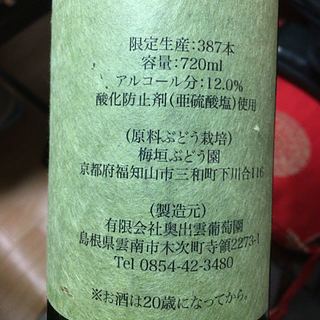 限定生産:387本
容量:720ml
アルコール分:12.0%
酸化防止剤(亜硫酸塩)使用
(原料ぶどう栽培)
梅垣ぶどう園
京都府福知山市三和町下川合116
(製造元)
有限会社奥出雲葡萄園
島根県雲南市木次町寺領2273-1
Tel 0854-42-3480
※お酒は20歳になってから。